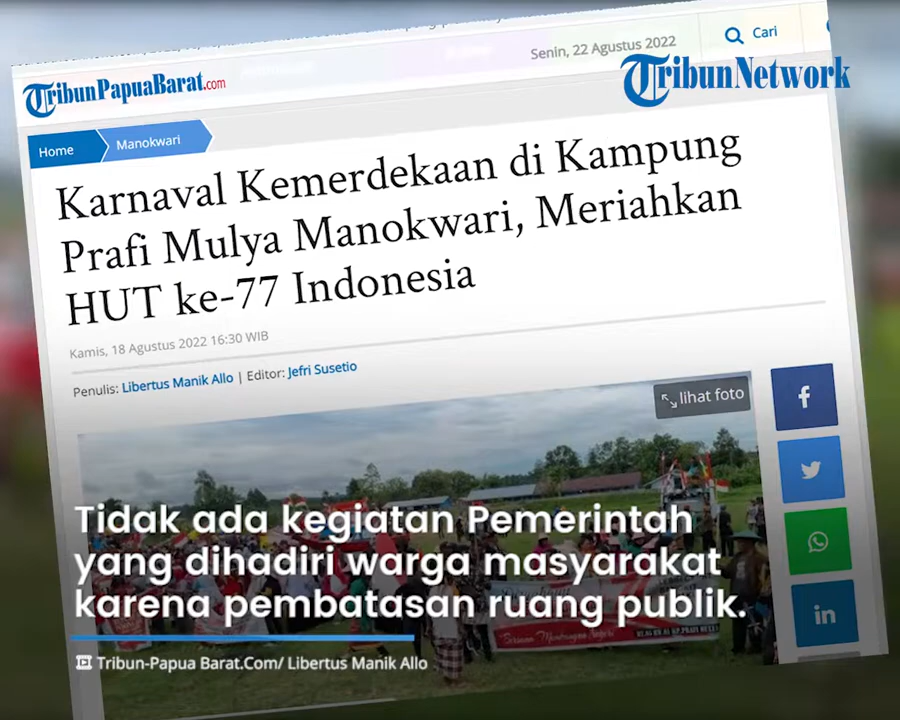 Senin, 22 Agustus 2022
Cari
TribunPapuaBarat.com
TribunNetwork
Home
Manokwari
Karnaval Kemerdekaan di Kampung
Prafi Mulya Manokwari, Meriahkan
HUT ke-77 Indonesia
Kamis, 18 Agustus 2022 16:30 WIB
Penulis: Libertus Manik Allo | Editor: Jefri Susetio
lihat foto
Tidak ada kegiatan Pemerintah
yang dihadiri warga masyarakat
karena pembatasan ruang publik.
Bersama Membangun Negeri
Tribun-Papua Barat.Com/ Libertus Manik Allo